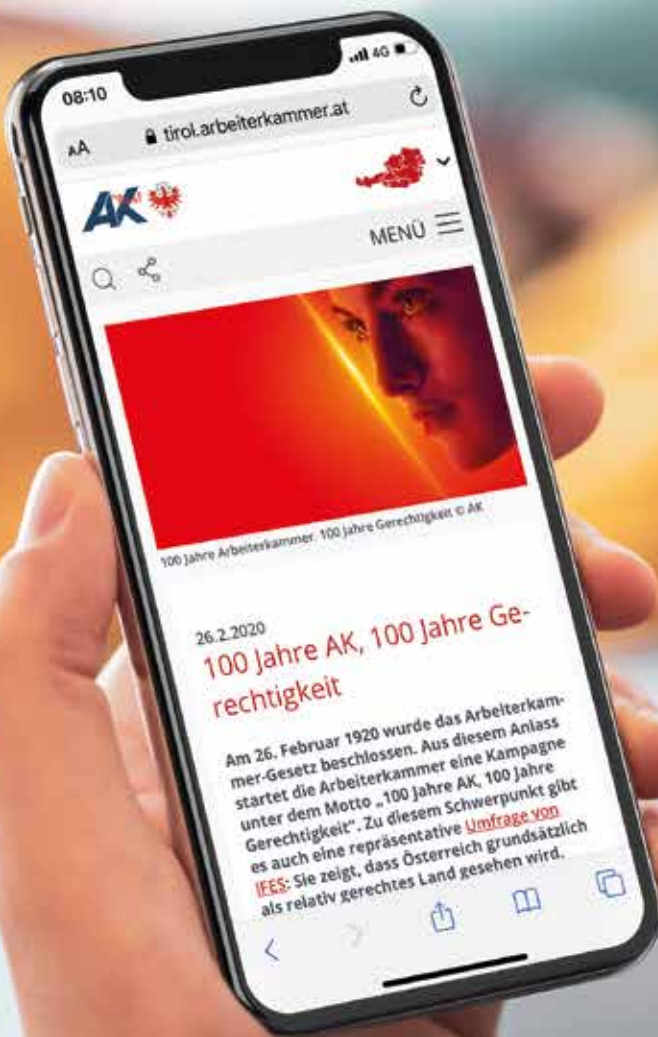 08:10
4G
AA
tirol.arbeiterkammer.at
AK
MENÜ
100 Jahre Arbeiterkammer. 100 Jahre Gerechtigkeit © AK
26.2.2020
100 Jahre AK, 100 Jahre Ge-
rechtigkeit
Am 26. Februar 1920 wurde das Arbeiterkam-
mer-Gesetz beschlossen. Aus diesem Anlass
startet die Arbeiterkammer eine Kampagne
unter dem Motto „100 Jahre AK, 100 Jahre
Gerechtigkeit“. Zu diesem Schwerpunkt gibt
es auch eine repräsentative Umfrage von
IFES: Sie zeigt, dass Österreich grundsätzlich
als relativ gerechtes Land gesehen wird.